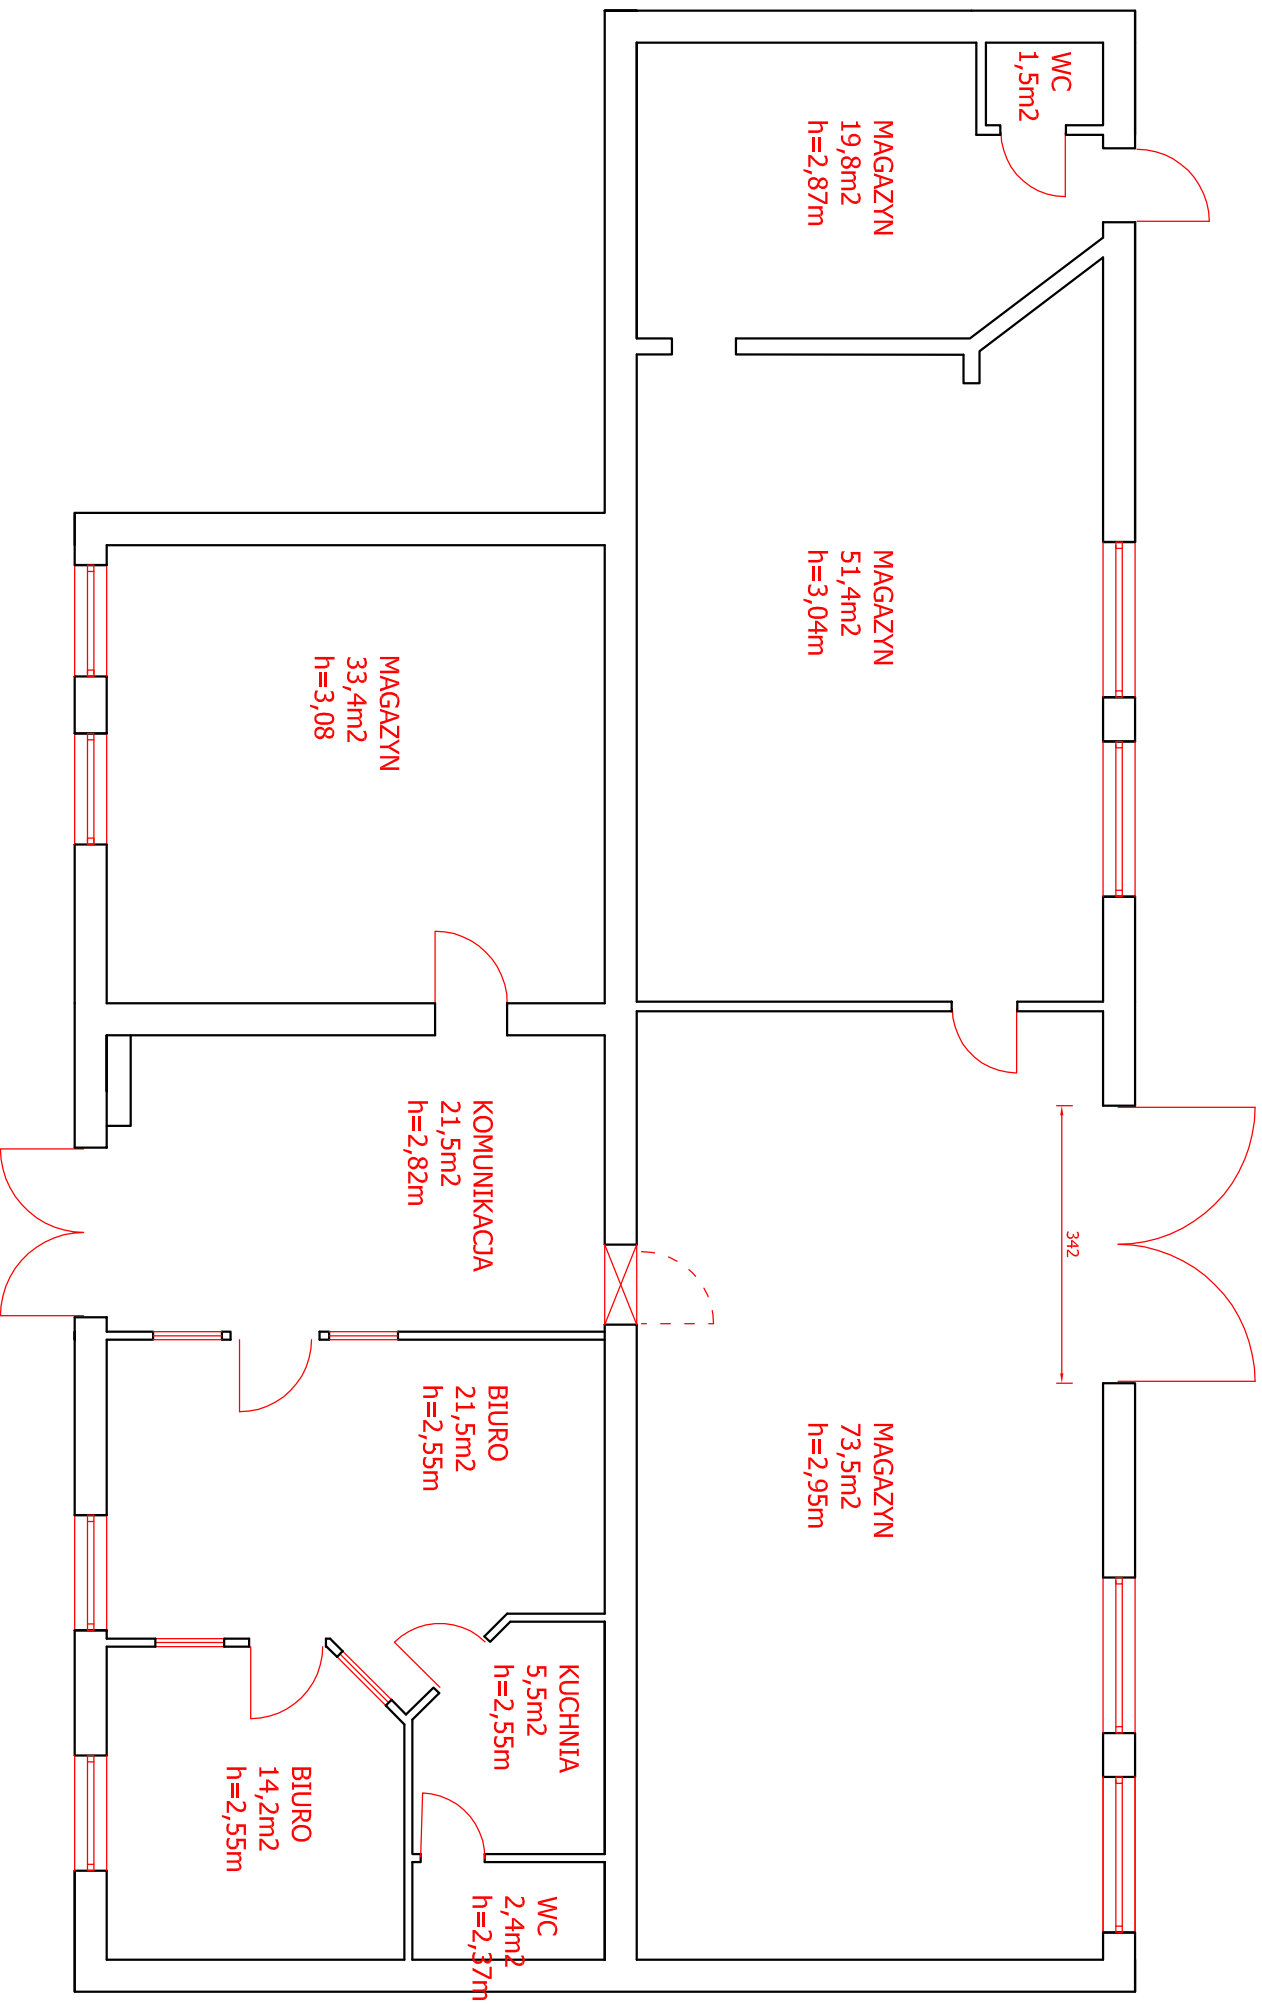 WC
1,5m2
MAGAZYN
19,8m2
h=2,87m
MAGAZYN
51,4m2
h=3,04m
MAGAZYN
33,4m2
h=3,08
KOMUNIKACJA
21,5m2
h=2,82m
342
MAGAZYN
73,5m2
h=2,95m
BIURO
21,5m2
h=2,55m
KUCHNIA
5,5m2
h=2,55m
BIURO
14,2m2
h=2,55m
WC
2,4m2
h=2,37m